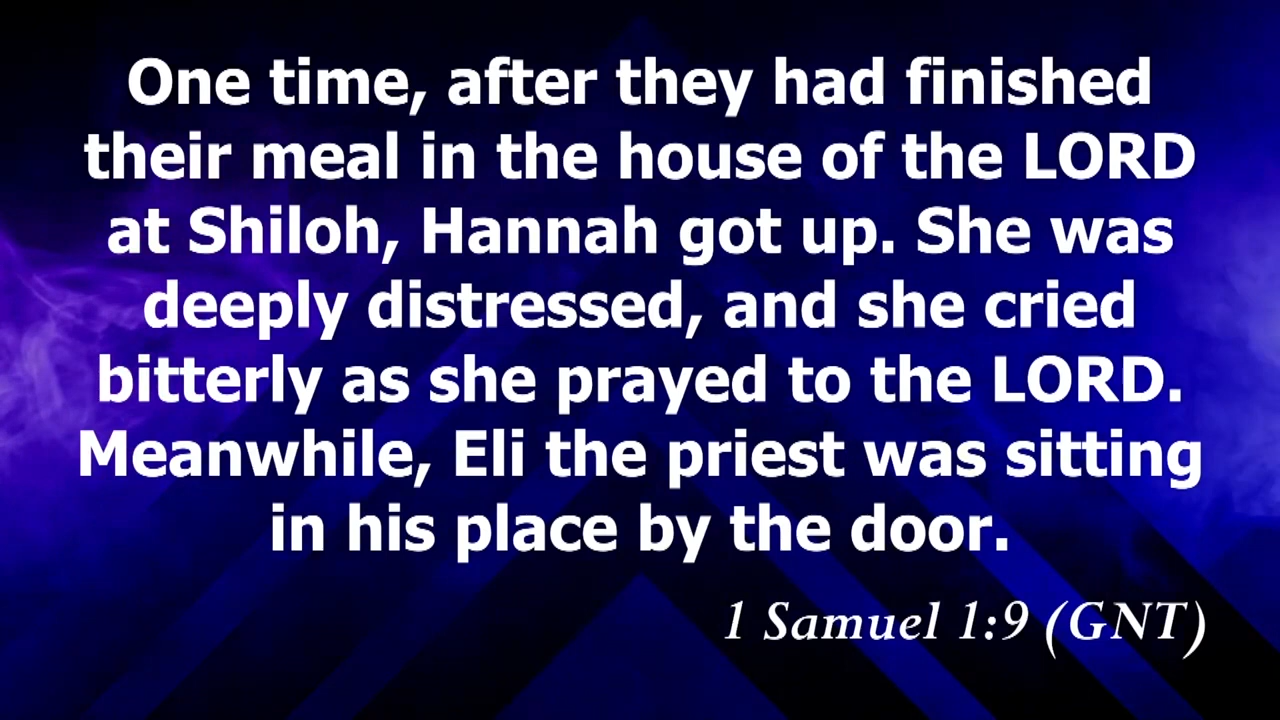 One time, after they had finished
their meal in the house of the LORD
at Shiloh, Hannah got up. She was
deeply distressed, and she cried
bitterly as she prayed to the LORD.
Meanwhile, Eli the priest was sitting
in his place by the door.
1 Samuel 1:9 (GNT)